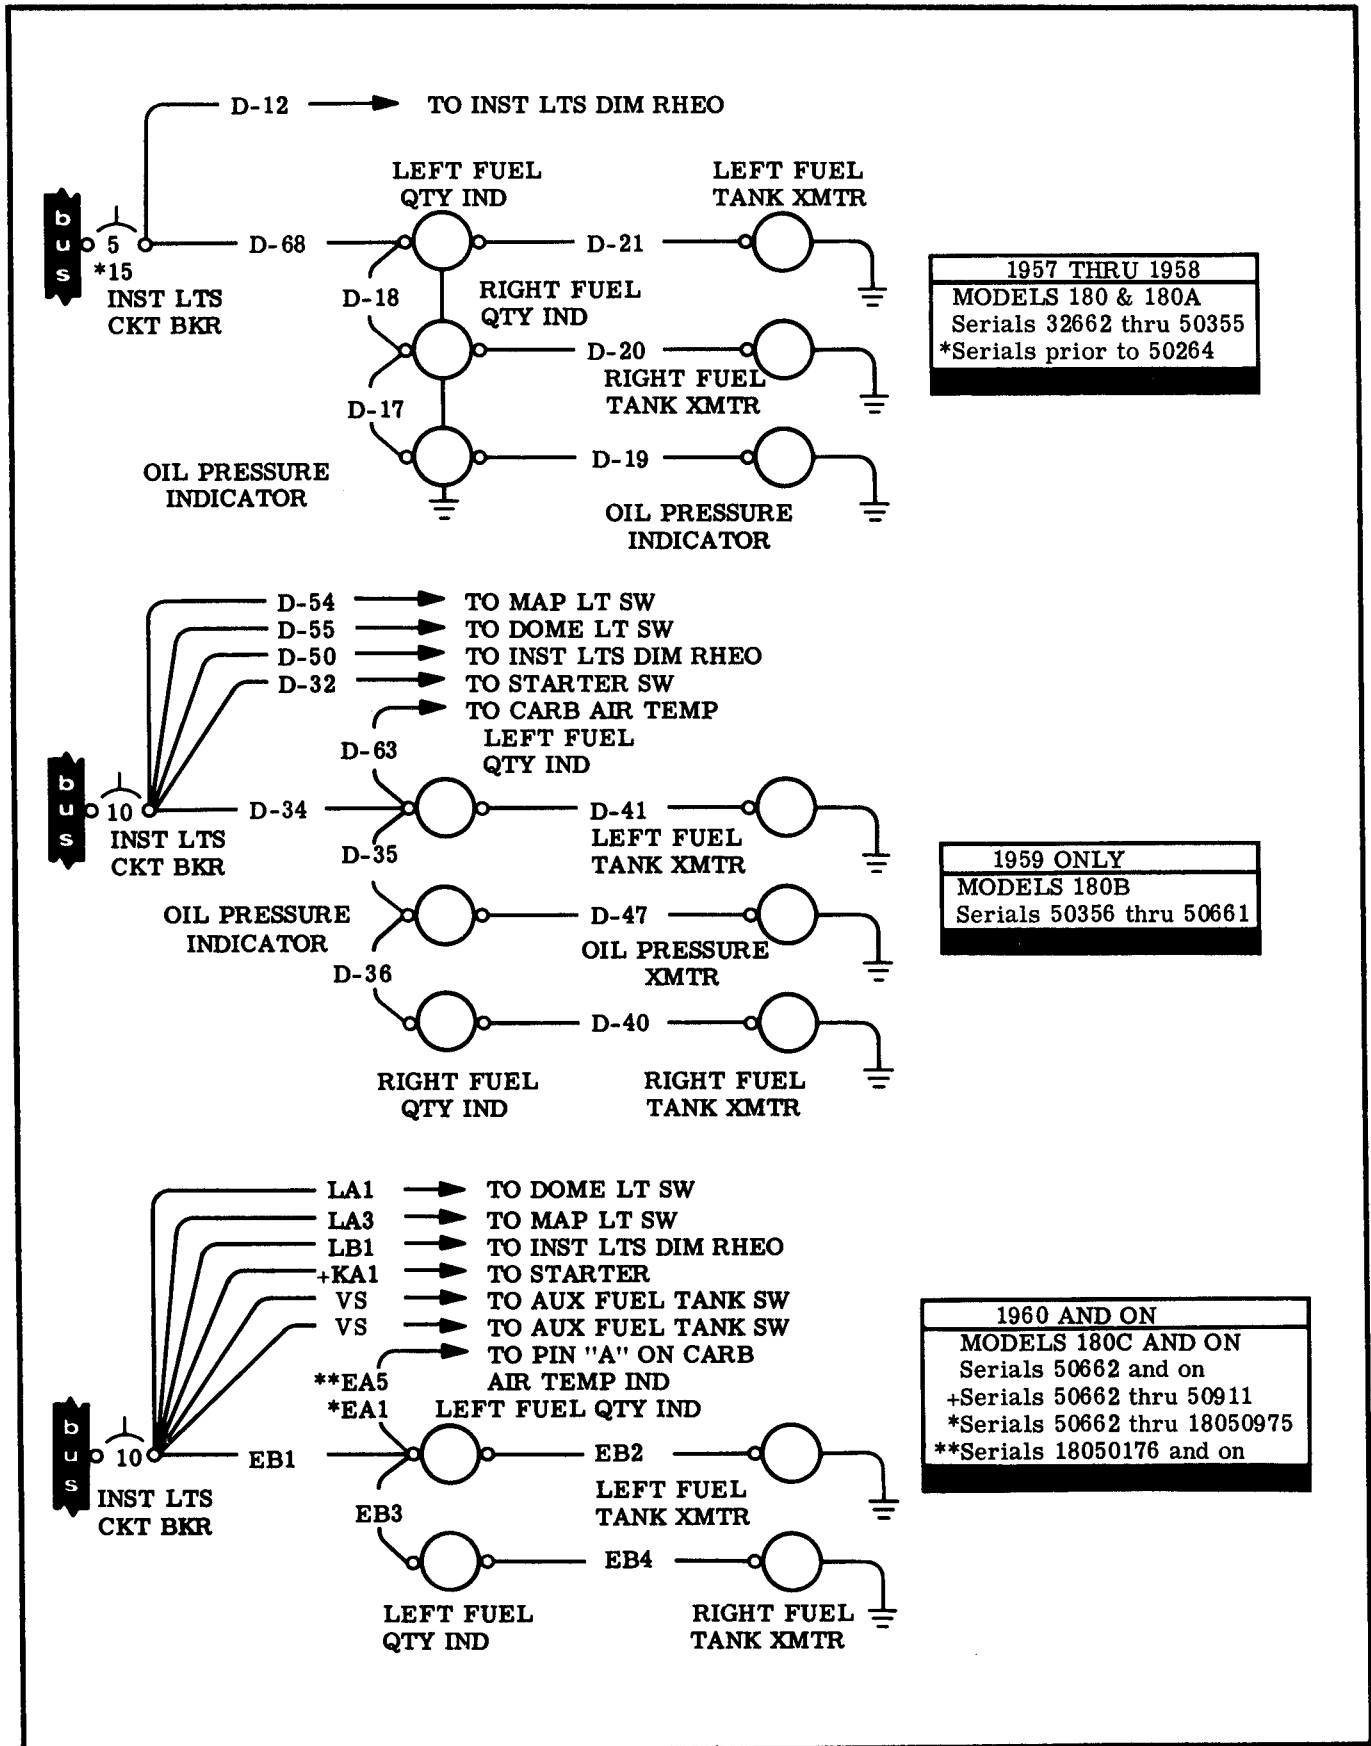 D-12 TO INST LTS DIM RHEO
LEFT FUEL
QTY IND
LEFT FUEL
TANK XMTR
bus
5
*15
INST LTS
CKT BKR
D-68
D-21
D-18
RIGHT FUEL
QTY IND
D-20
RIGHT FUEL
TANK XMTR
D-17
OIL PRESSURE
INDICATOR
D-19
OIL PRESSURE
INDICATOR
1957 THRU 1958
MODELS 180 & 180A
Serials 32662 thru 50355
*Serials prior to 50264
D-54 TO MAP LT SW
D-55 TO DOME LT SW
D-50 TO INST LTS DIM RHEO
D-32 TO STARTER SW
TO CARB AIR TEMP
D-63
LEFT FUEL
QTY IND
bus
10
INST LTS
CKT BKR
D-34
D-41
LEFT FUEL
TANK XMTR
D-35
OIL PRESSURE
INDICATOR
D-47
OIL PRESSURE
XMTR
D-36
D-40
RIGHT FUEL
QTY IND
RIGHT FUEL
TANK XMTR
1959 ONLY
MODELS 180B
Serials 50356 thru 50661
LA1 TO DOME LT SW
LA3 TO MAP LT SW
LB1 TO INST LTS DIM RHEO
+KA1 TO STARTER
VS TO AUX FUEL TANK SW
VS TO AUX FUEL TANK SW
TO PIN "A" ON CARB
AIR TEMP IND
**EA5
*EA1
LEFT FUEL QTY IND
bus
10
INST LTS
CKT BKR
EB1
EB2
LEFT FUEL
TANK XMTR
EB3
EB4
LEFT FUEL
QTY IND
RIGHT FUEL
TANK XMTR
1960 AND ON
MODELS 180C AND ON
Serials 50662 and on
+Serials 50662 thru 50911
*Serials 50662 thru 18050975
**Serials 18050176 and on